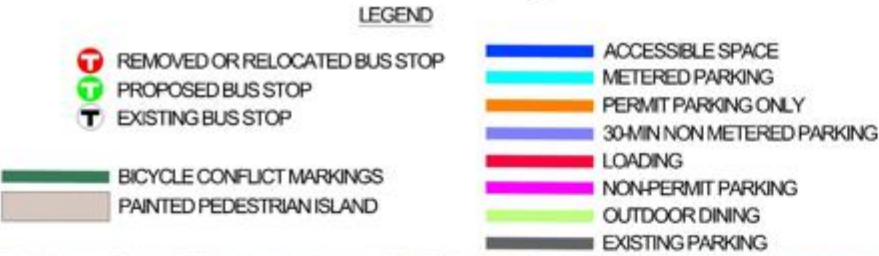 LEGEND
T REMOVED OR RELOCATED BUS STOP
T PROPOSED BUS STOP
T EXISTING BUS STOP
BICYCLE CONFLICT MARKINGS
PAINTED PEDESTRIAN ISLAND
ACCESSIBLE SPACE
METERED PARKING
PERMIT PARKING ONLY
30-MIN NON METERED PARKING
LOADING
NON-PERMIT PARKING
OUTDOOR DINING
EXISTING PARKING